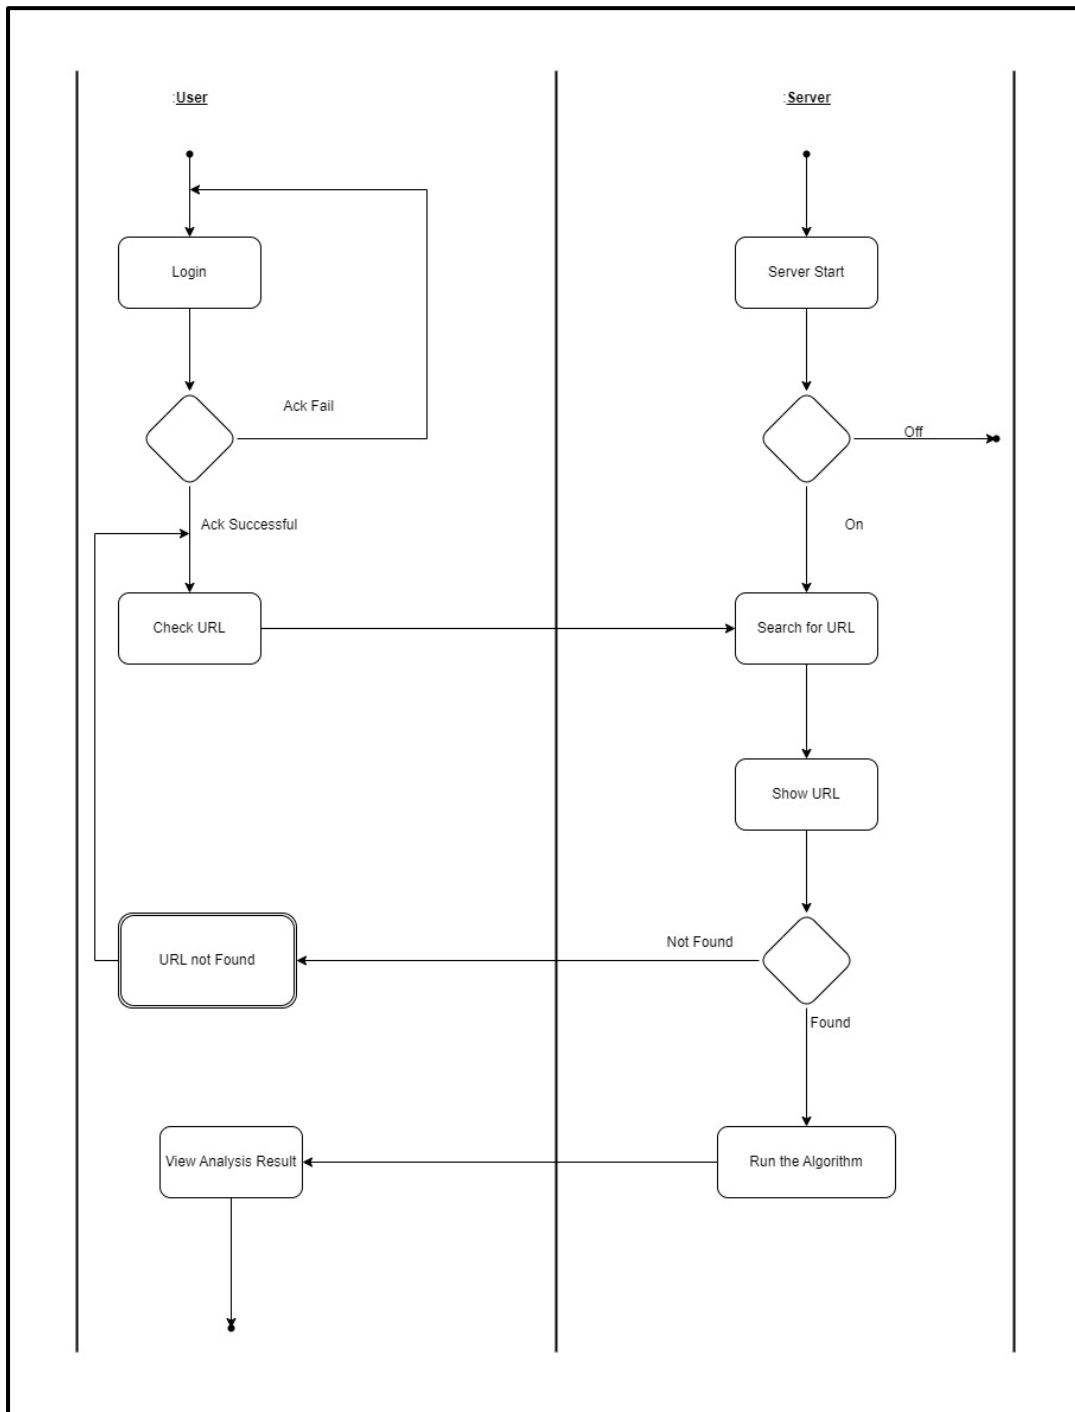 :User
:Server
Login
Server Start
Ack Fail
Off
Ack Successful
On
Check URL
Search for URL
Show URL
Not Found
URL not Found
Found
View Analysis Result
Run the Algorithm